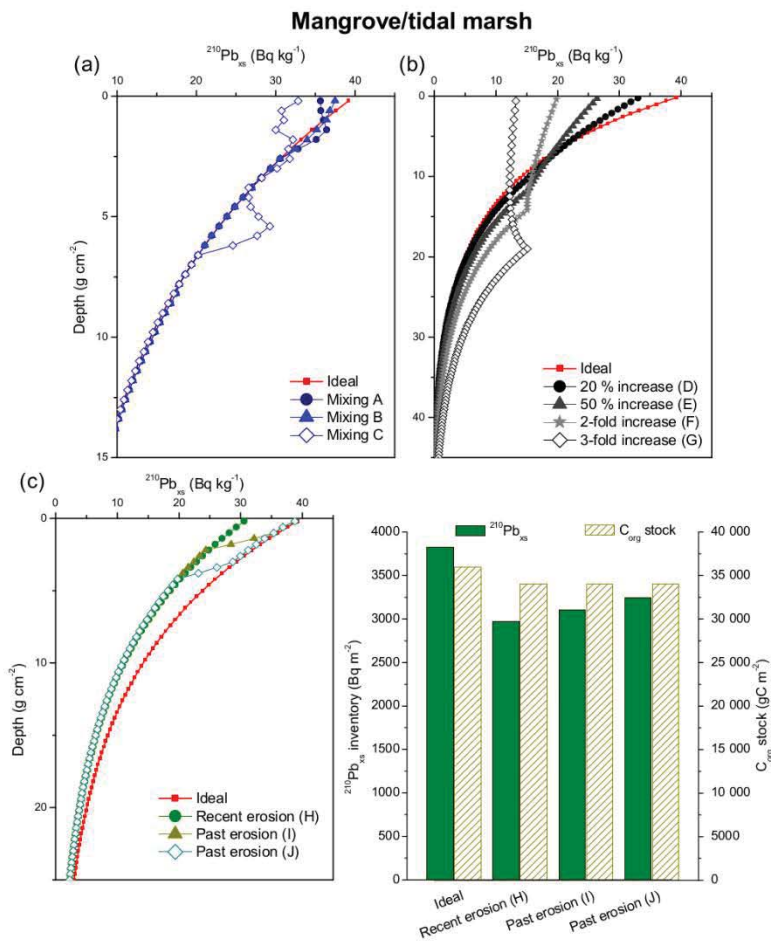 Mangrove/tidal marsh
(a)
²¹⁰Pbxs (Bq kg⁻¹)
10 20 30 40
0
5
10
15
Depth (g cm⁻²)
Ideal
Mixing A
Mixing B
Mixing C
(b)
²¹⁰Pbxs (Bq kg⁻¹)
0 10 20 30 40
0
10
20
30
40
Ideal
20 % increase (D)
50 % increase (E)
2-fold increase (F)
3-fold increase (G)
(c)
²¹⁰Pbxs (Bq kg⁻¹)
0 10 20 30 40
0
10
20
Depth (g cm⁻²)
Ideal
Recent erosion (H)
Past erosion (I)
Past erosion (J)
²¹⁰Pbxs
Corg stock
4000
3500
3000
2500
2000
1500
1000
500
0
²¹⁰Pbxs inventory (Bq m⁻²)
40 000
35 000
30 000
25 000
20 000
15 000
10 000
5000
0
Corg stock (gC m⁻²)
Ideal
Recent erosion (H)
Past erosion (I)
Past erosion (J)